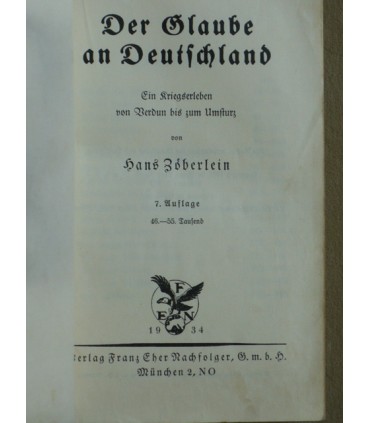 Der Glaube
an Deutſchland
Ein Kriegserleben
von Verdun bis zum Umſturz
von
Hans Zöberlein
7. Auflage
46.—55. Tauſend
F
E N
19 34
erlag Franz Eher Nachfolger, G. m. b. H.
München 2, NO